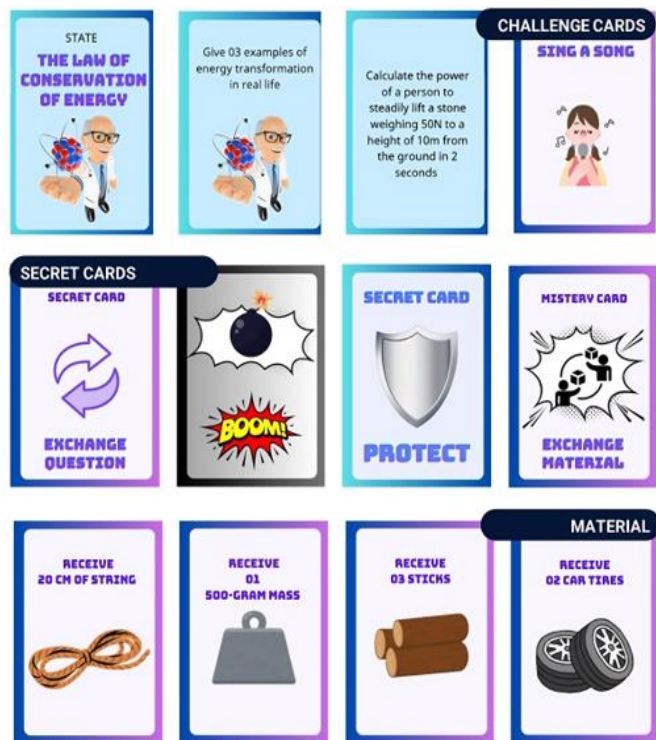 CHALLENGE CARDS
STATE
THE LAW OF
CONSERVATION
OF ENERGY
Give 03 examples of
energy transformation
in real life
Calculate the power
of a person to
steadily lift a stone
weighing 50N to a
height of 10m from
the ground in 2
seconds
SING A SONG
SECRET CARDS
SECRET CARD
EXCHANGE
QUESTION
BOOM!
SECRET CARD
PROTECT
MISTERY CARD
EXCHANGE
MATERIAL
MATERIAL
RECEIVE
20 CM OF STRING
RECEIVE
01
500-GRAM MASS
RECEIVE
03 STICKS
RECEIVE
02 CAR TIRES